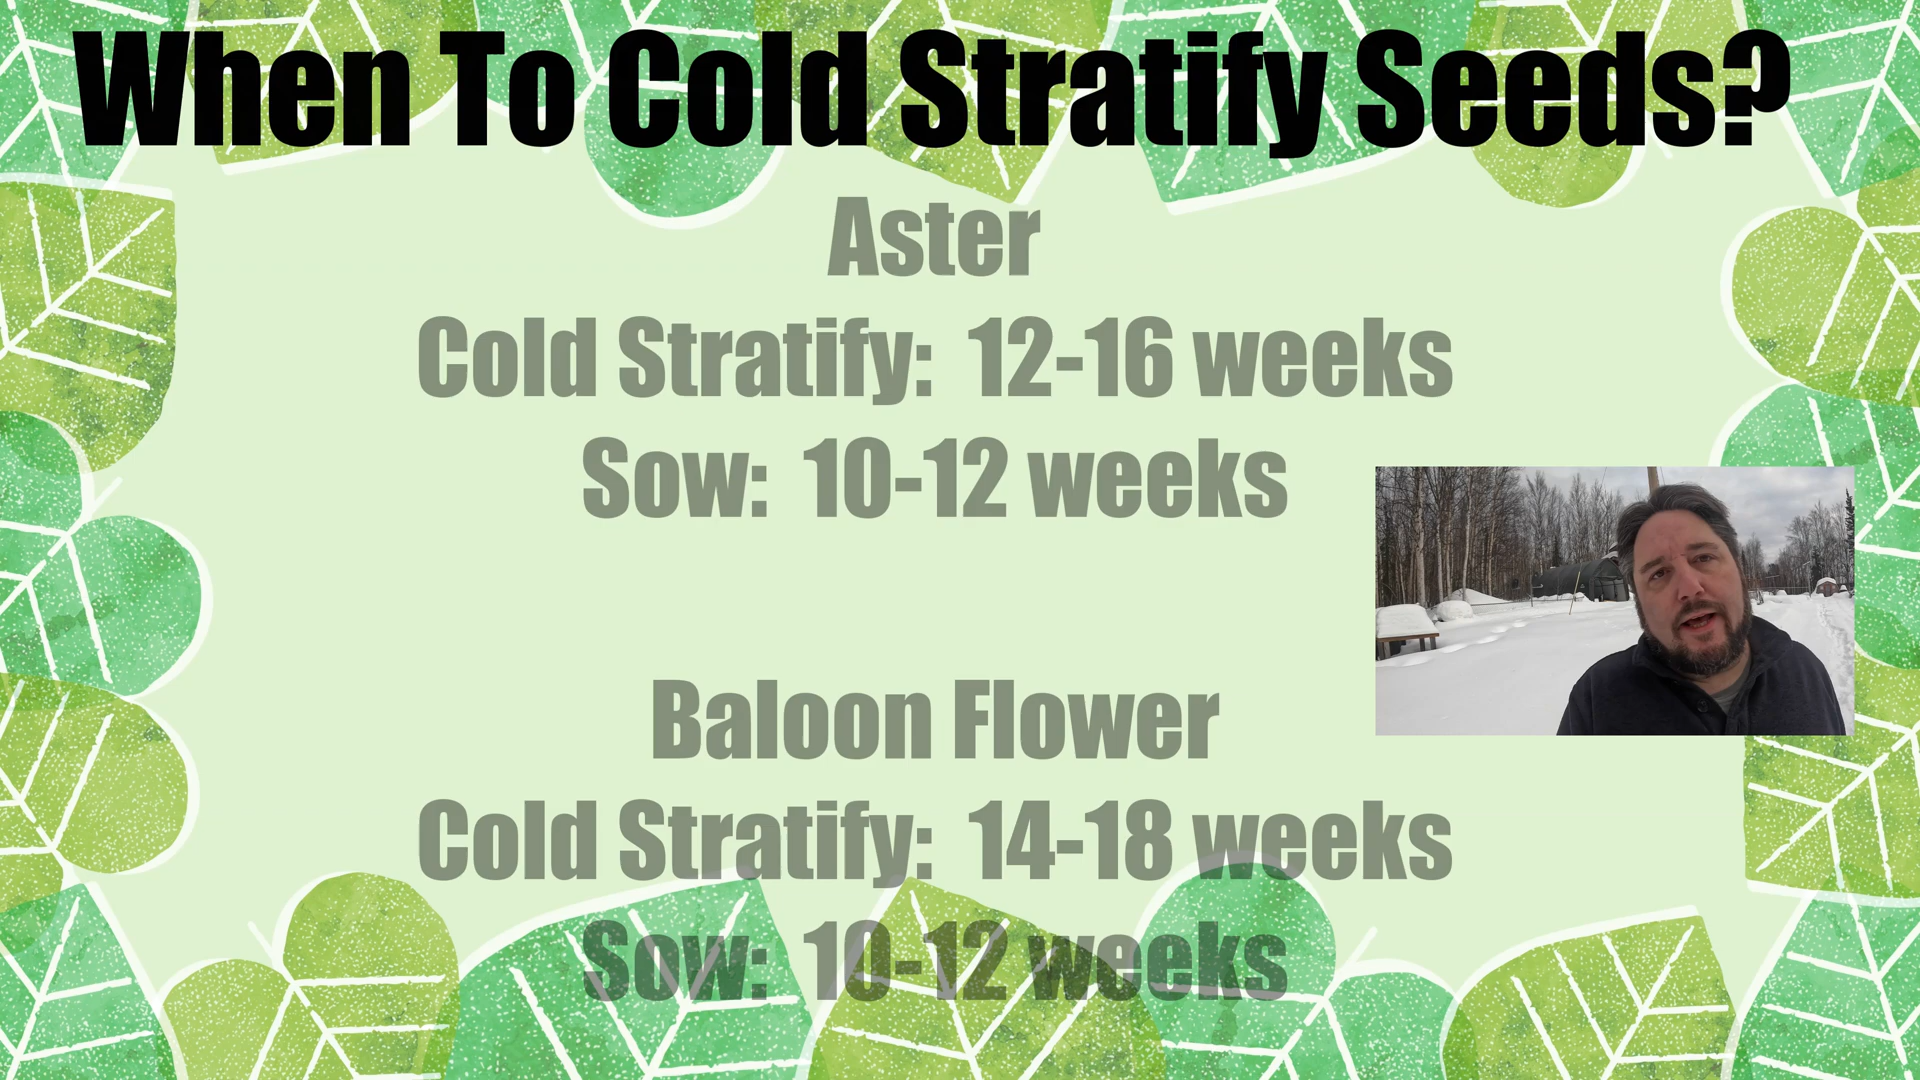 When To Cold Stratify Seeds?
Aster
Cold Stratify: 12-16 weeks
Sow: 10-12 weeks
Baloon Flower
Cold Stratify: 14-18 weeks
Sow: 10-12 weeks